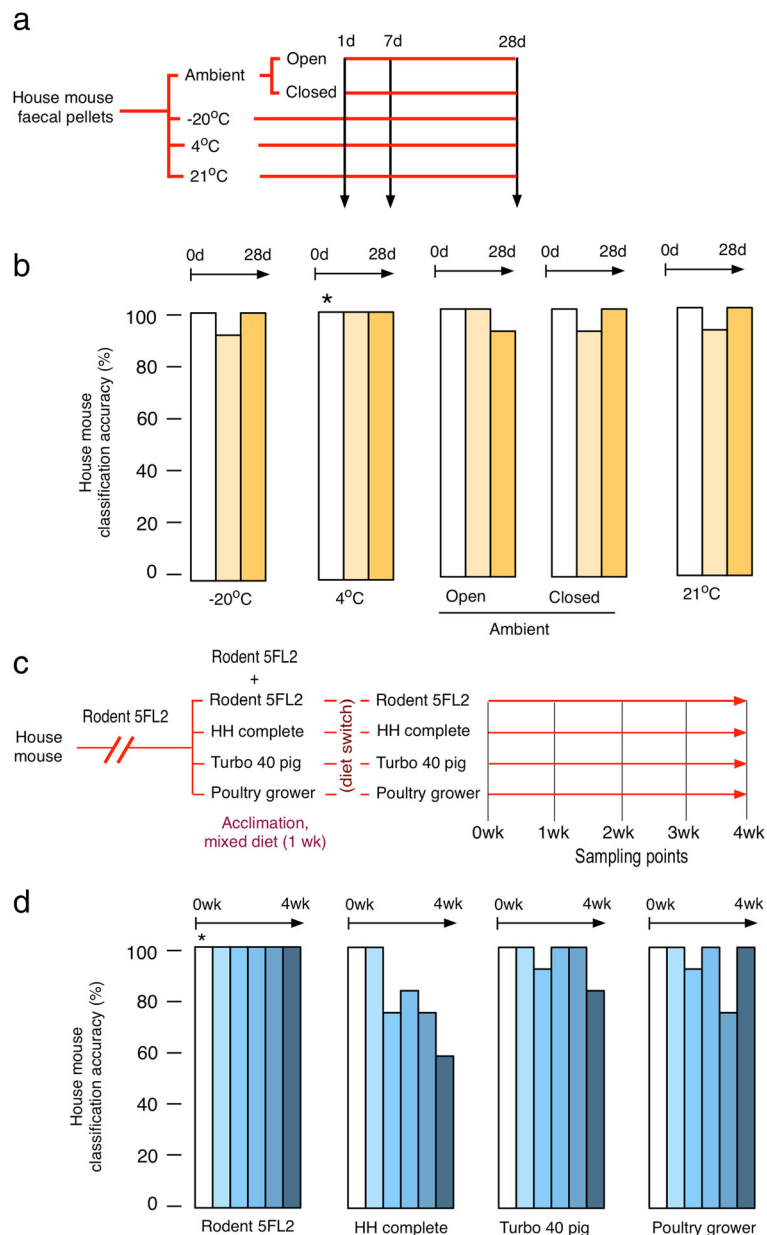 a
1d 7d 28d
Open
Ambient
Closed
House mouse
faecal pellets
-20°C
4°C
21°C
b
0d 28d 0d 28d 0d 28d 0d 28d 0d 28d
*
House mouse
classification accuracy (%)
100
80
60
40
20
0
-20°C 4°C Open Closed 21°C
Ambient
c
Rodent 5FL2
+
Rodent 5FL2
House
mouse
Rodent 5FL2 Rodent 5FL2
HH complete HH complete
Turbo 40 pig Turbo 40 pig
Poultry grower Poultry grower
(diet switch)
Acclimation,
mixed diet (1 wk)
0wk 1wk 2wk 3wk 4wk
Sampling points
d
0wk 4wk 0wk 4wk 0wk 4wk 0wk 4wk
*
House mouse
classification accuracy (%)
100
80
60
40
20
0
Rodent 5FL2 HH complete Turbo 40 pig Poultry grower